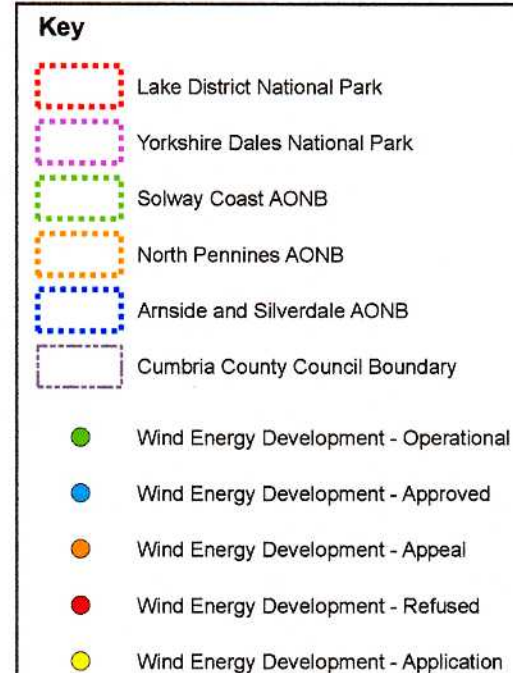 Key
Lake District National Park
Yorkshire Dales National Park
Solway Coast AONB
North Pennines AONB
Arnside and Silverdale AONB
Cumbria County Council Boundary
Wind Energy Development - Operational
Wind Energy Development - Approved
Wind Energy Development - Appeal
Wind Energy Development - Refused
Wind Energy Development - Application